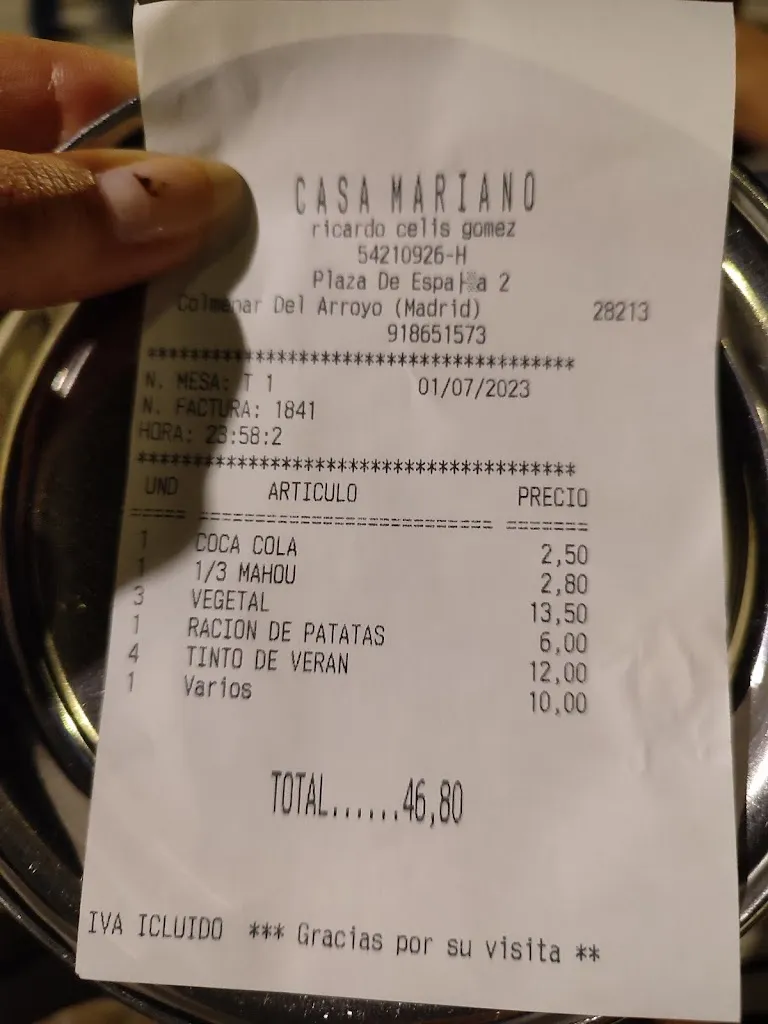 CASA MARIANO
ricardo celis gomez
54210926-H
Plaza De Espa├▒a 2
Colmenar Del Arroyo (Madrid) 28213
918651573
****************************************
N. MESA: T 1 01/07/2023
N. FACTURA: 1841
HORA: 23:58:2
****************************************
UND ARTICULO PRECIO
===== ============================== =======
1 COCA COLA 2,50
1 1/3 MAHOU 2,80
3 VEGETAL 13,50
1 RACION DE PATATAS 6,00
4 TINTO DE VERAN 12,00
1 Varios 10,00
TOTAL......46,80
IVA ICLUIDO *** Gracias por su visita **